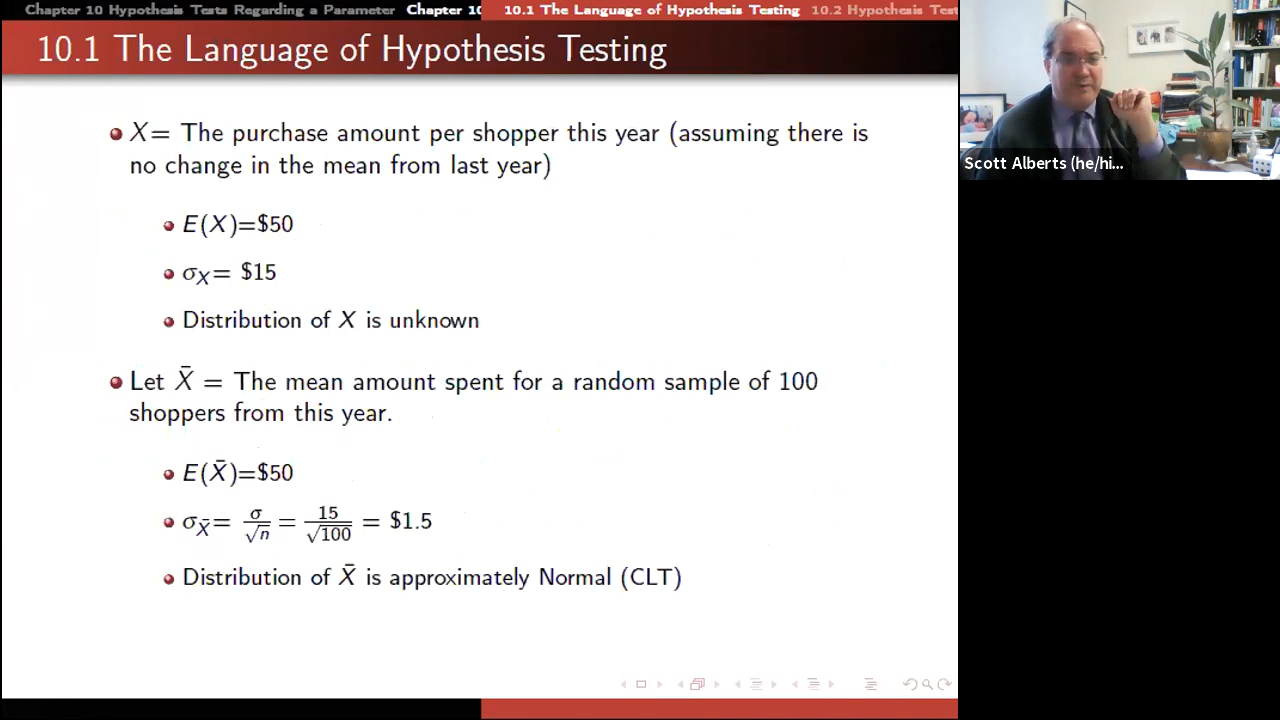 Chapter 10 Hypothesis Tests Regarding a Parameter Chapter 10 10.1 The Language of Hypothesis Testing 10.2 Hypothesis Tes
10.1 The Language of Hypothesis Testing
X= The purchase amount per shopper this year (assuming there is
no change in the mean from last year)
E(X)=$50
σ_X= $15
Distribution of X is unknown
Let X̄ = The mean amount spent for a random sample of 100
shoppers from this year.
E(X̄)=$50
σ_X̄= σ/√n = 15/√100 = $1.5
Distribution of X̄ is approximately Normal (CLT)
Scott Alberts (he/hi...